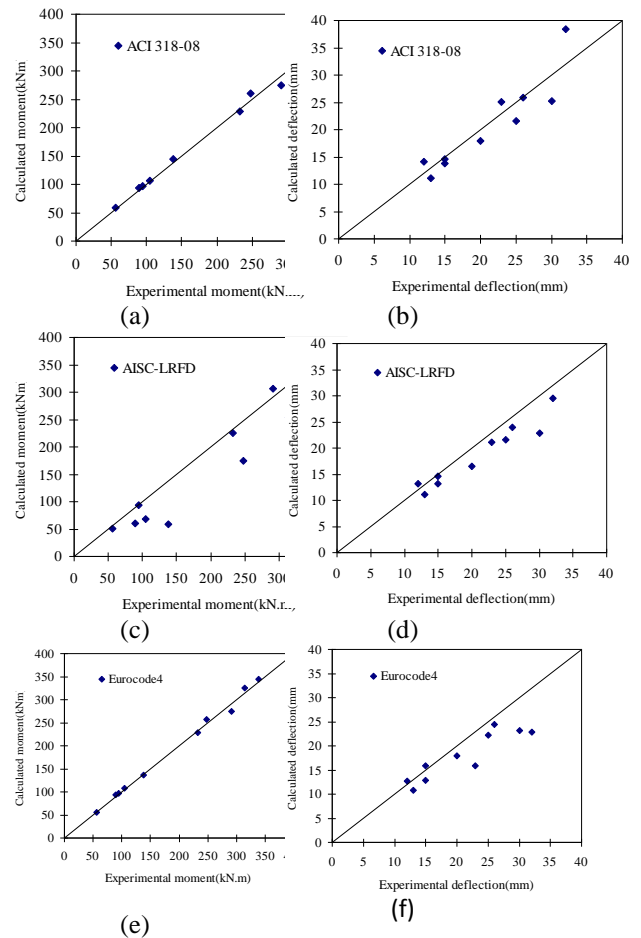 400
350
300
250
200
150
100
50
0
Calculated moment(kNm
ACI 318-08
0 50 100 150 200 250
Experimental moment(kN
(a)
40
35
30
25
20
15
10
5
0
Calculated deflection(mm
ACI 318-08
0 5 10 15 20 25 30 35 40
Experimental deflection(mm)
(b)
400
350
300
250
200
150
100
50
0
Calculated moment(kNm
AISC-LRFD
0 50 100 150 200 250 300
Experimental moment(kN
(c)
40
35
30
25
20
15
10
5
0
Calculated deflection(mm
AISC-LRFD
0 5 10 15 20 25 30 35 40
Experimental deflection(mm)
(d)
400
350
300
250
200
150
100
50
0
Calculated moment(kNm
Eurocode4
0 50 100 150 200 250 300 350
Experimental moment(kN.m)
(e)
40
35
30
25
20
15
10
5
0
Calculated deflection(mm
Eurocode4
0 5 10 15 20 25 30 35 40
Experimental deflection(mm)
(f)